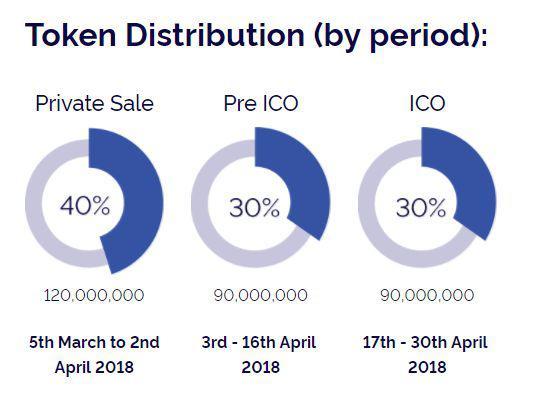 Token Distribution (by period):
Private Sale
Pre ICO
ICO
40%
30%
30%
120,000,000
90,000,000
90,000,000
5th March to 2nd
April 2018
3rd - 16th April
2018
17th - 30th April
2018